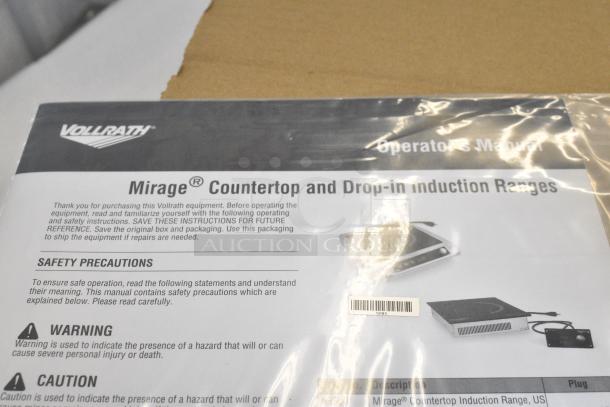 VOLLRATH®
Operator's Manual
Mirage® Countertop and Drop-in Induction Ranges
Thank you for purchasing this Vollrath equipment. Before operating the
equipment, read and familiarize yourself with the following operating
and safety instructions. SAVE THESE INSTRUCTIONS FOR FUTURE
REFERENCE. Save the original box and packaging. Use this packaging
to ship the equipment if repairs are needed.
AUCTION GROUP
SAFETY PRECAUTIONS
To ensure safe operation, read the following statements and understand
their meaning. This manual contains safety precautions which are
explained below. Please read carefully.
WARNING
Warning is used to indicate the presence of a hazard that will or can
cause severe personal injury or death.
CAUTION
Caution is used to indicate the presence of a hazard that will or can
Description Plug
Mirage® Countertop Induction Range, US